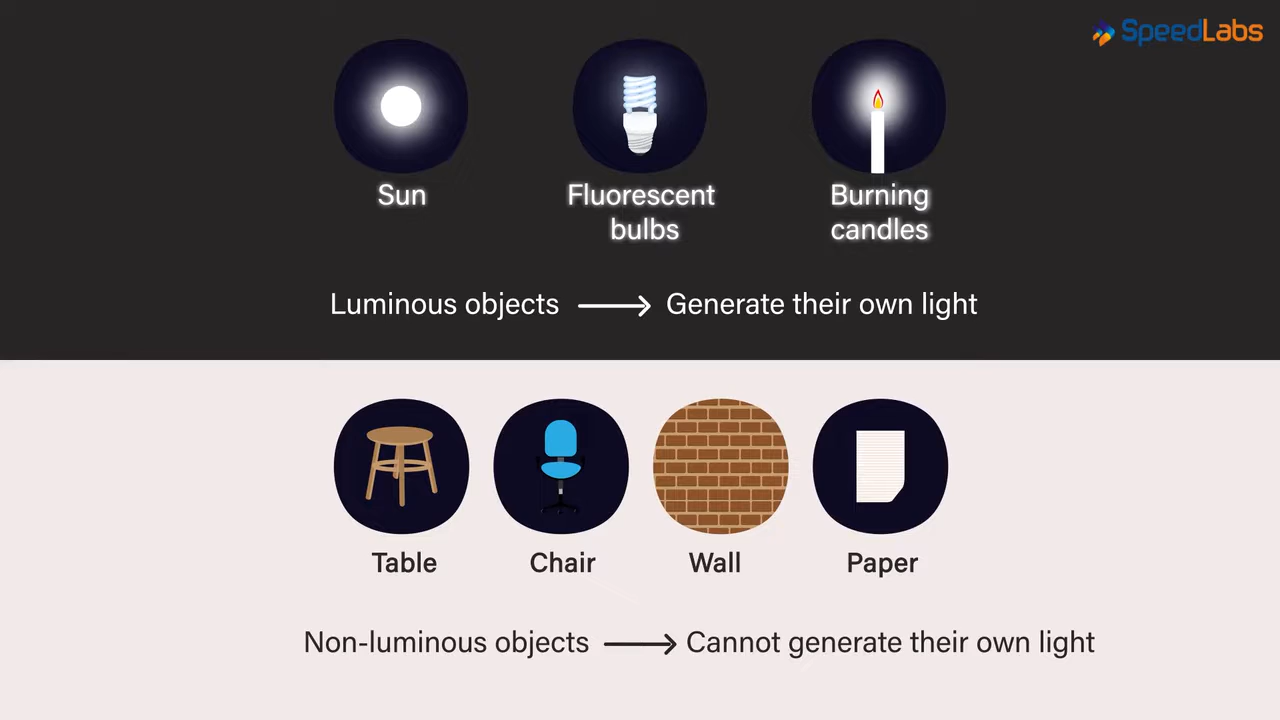 SpeedLabs
Sun
Fluorescent
bulbs
Burning
candles
Luminous objects → Generate their own light
Table
Chair
Wall
Paper
Non-luminous objects → Cannot generate their own light